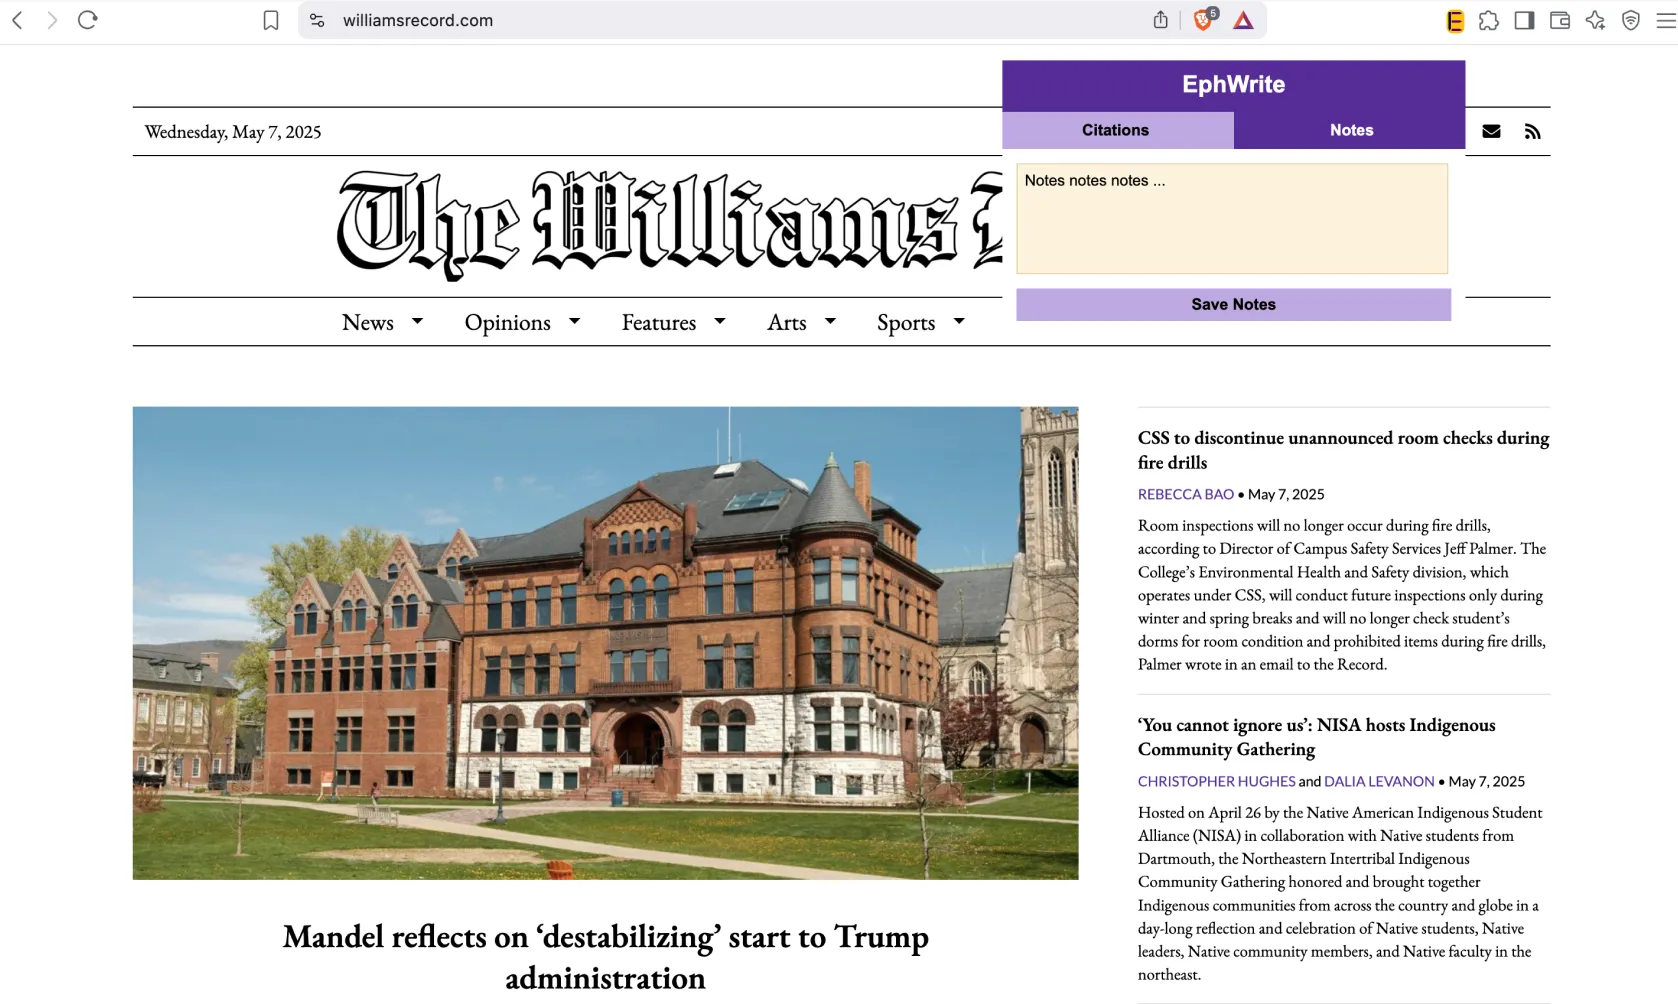 williamsrecord.com
5
E
EphWrite
Citations
Notes
Wednesday, May 7, 2025
Notes notes notes ...
The Williams
Save Notes
News
Opinions
Features
Arts
Sports
CSS to discontinue unannounced room checks during
fire drills
REBECCA BAO • May 7, 2025
Room inspections will no longer occur during fire drills,
according to Director of Campus Safety Services Jeff Palmer. The
College’s Environmental Health and Safety division, which
operates under CSS, will conduct future inspections only during
winter and spring breaks and will no longer check student’s
dorms for room condition and prohibited items during fire drills,
Palmer wrote in an email to the Record.
‘You cannot ignore us’: NISA hosts Indigenous
Community Gathering
CHRISTOPHER HUGHES and DALIA LEVANON • May 7, 2025
Hosted on April 26 by the Native American Indigenous Student
Alliance (NISA) in collaboration with Native students from
Dartmouth, the Northeastern Intertribal Indigenous
Community Gathering honored and brought together
Indigenous communities from across the country and globe in a
day-long reflection and celebration of Native students, Native
leaders, Native community members, and Native faculty in the
northeast.
Mandel reflects on ‘destabilizing’ start to Trump
administration